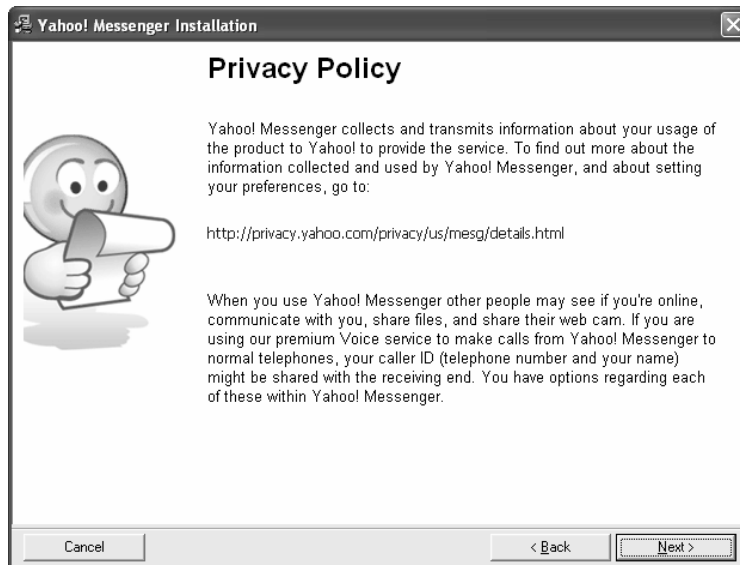 Yahoo! Messenger Installation
Privacy Policy
Yahoo! Messenger collects and transmits information about your usage of
the product to Yahoo! to provide the service. To find out more about the
information collected and used by Yahoo! Messenger, and about setting
your preferences, go to:
http://privacy.yahoo.com/privacy/us/mesg/details.html
When you use Yahoo! Messenger other people may see if you're online,
communicate with you, share files, and share their web cam. If you are
using our premium Voice service to make calls from Yahoo! Messenger to
normal telephones, your caller ID (telephone number and your name)
might be shared with the receiving end. You have options regarding each
of these within Yahoo! Messenger.
Cancel
< Back
Next >